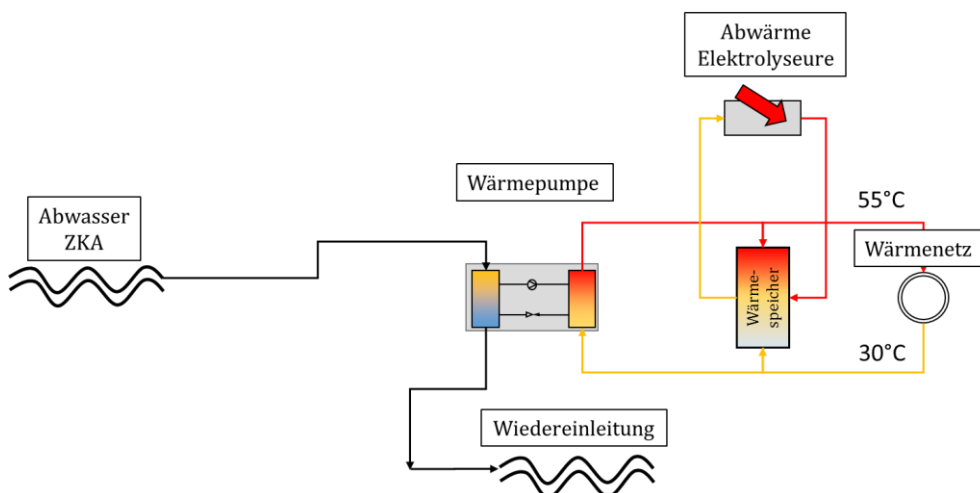 Abwärme
Elektrolyseure
Wärmepumpe
55°C
Abwasser
ZKA
Wärmenetz
Wärme-
speicher
30°C
Wiedereinleitung